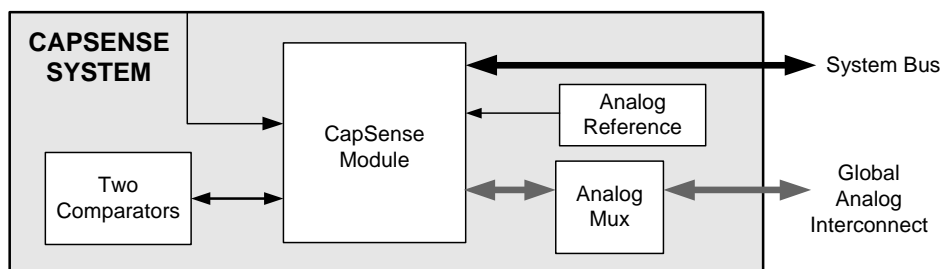 CAPSENSE
SYSTEM
System Bus
Analog
Reference
CapSense
Module
Two
Comparators
Analog
Mux
Global
Analog
Interconnect